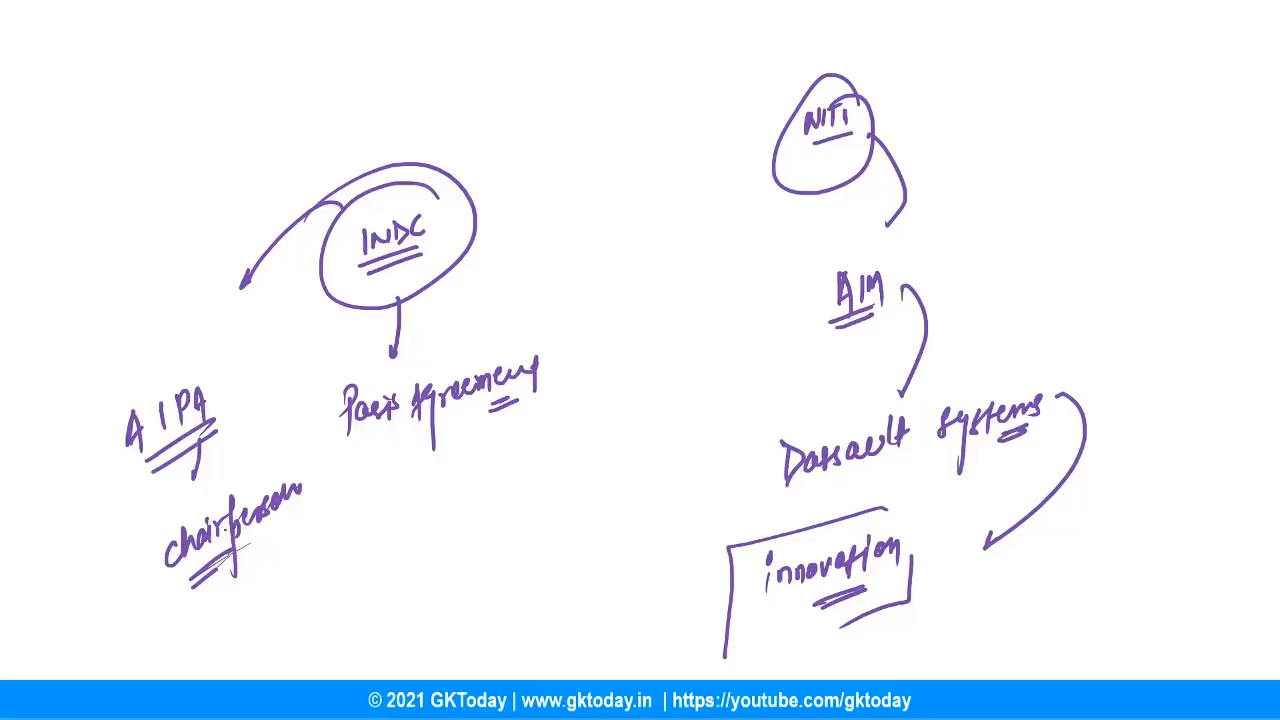 INDC
Paris Agreement
AIPA
chairperson
NITI
AIM
Dassault Systems
innovation
© 2021 GKToday | www.gktoday.in | https://youtube.com/gktoday